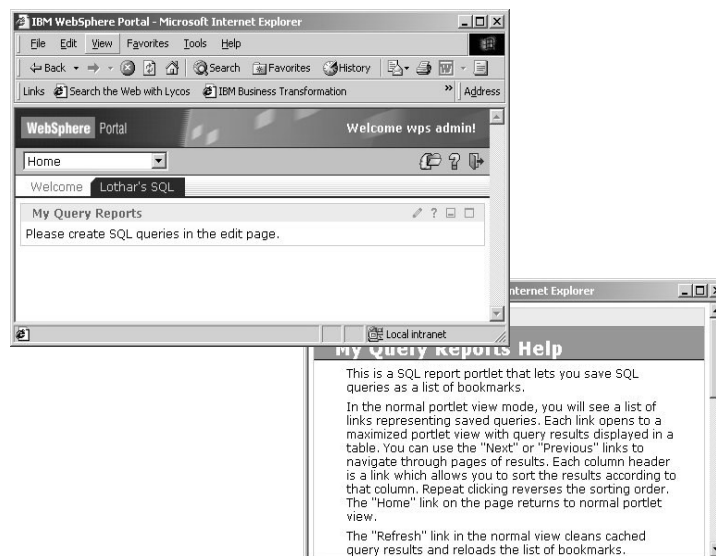 IBM WebSphere Portal - Microsoft Internet Explorer
File Edit View Favorites Tools Help
Back Search Favorites History
Links Search the Web with Lycos IBM Business Transformation » Address
WebSphere Portal Welcome wps admin!
Home
Welcome Lothar's SQL
My Query Reports
Please create SQL queries in the edit page.
Local intranet
Internet Explorer
My Query Reports Help
This is a SQL report portlet that lets you save SQL
queries as a list of bookmarks.
In the normal portlet view mode, you will see a list of
links representing saved queries. Each link opens to a
maximized portlet view with query results displayed in a
table. You can use the "Next" or "Previous" links to
navigate through pages of results. Each column header
is a link which allows you to sort the results according to
that column. Repeat clicking reverses the sorting order.
The "Home" link on the page returns to normal portlet
view.
The "Refresh" link in the normal view cleans cached
query results and reloads the list of bookmarks.